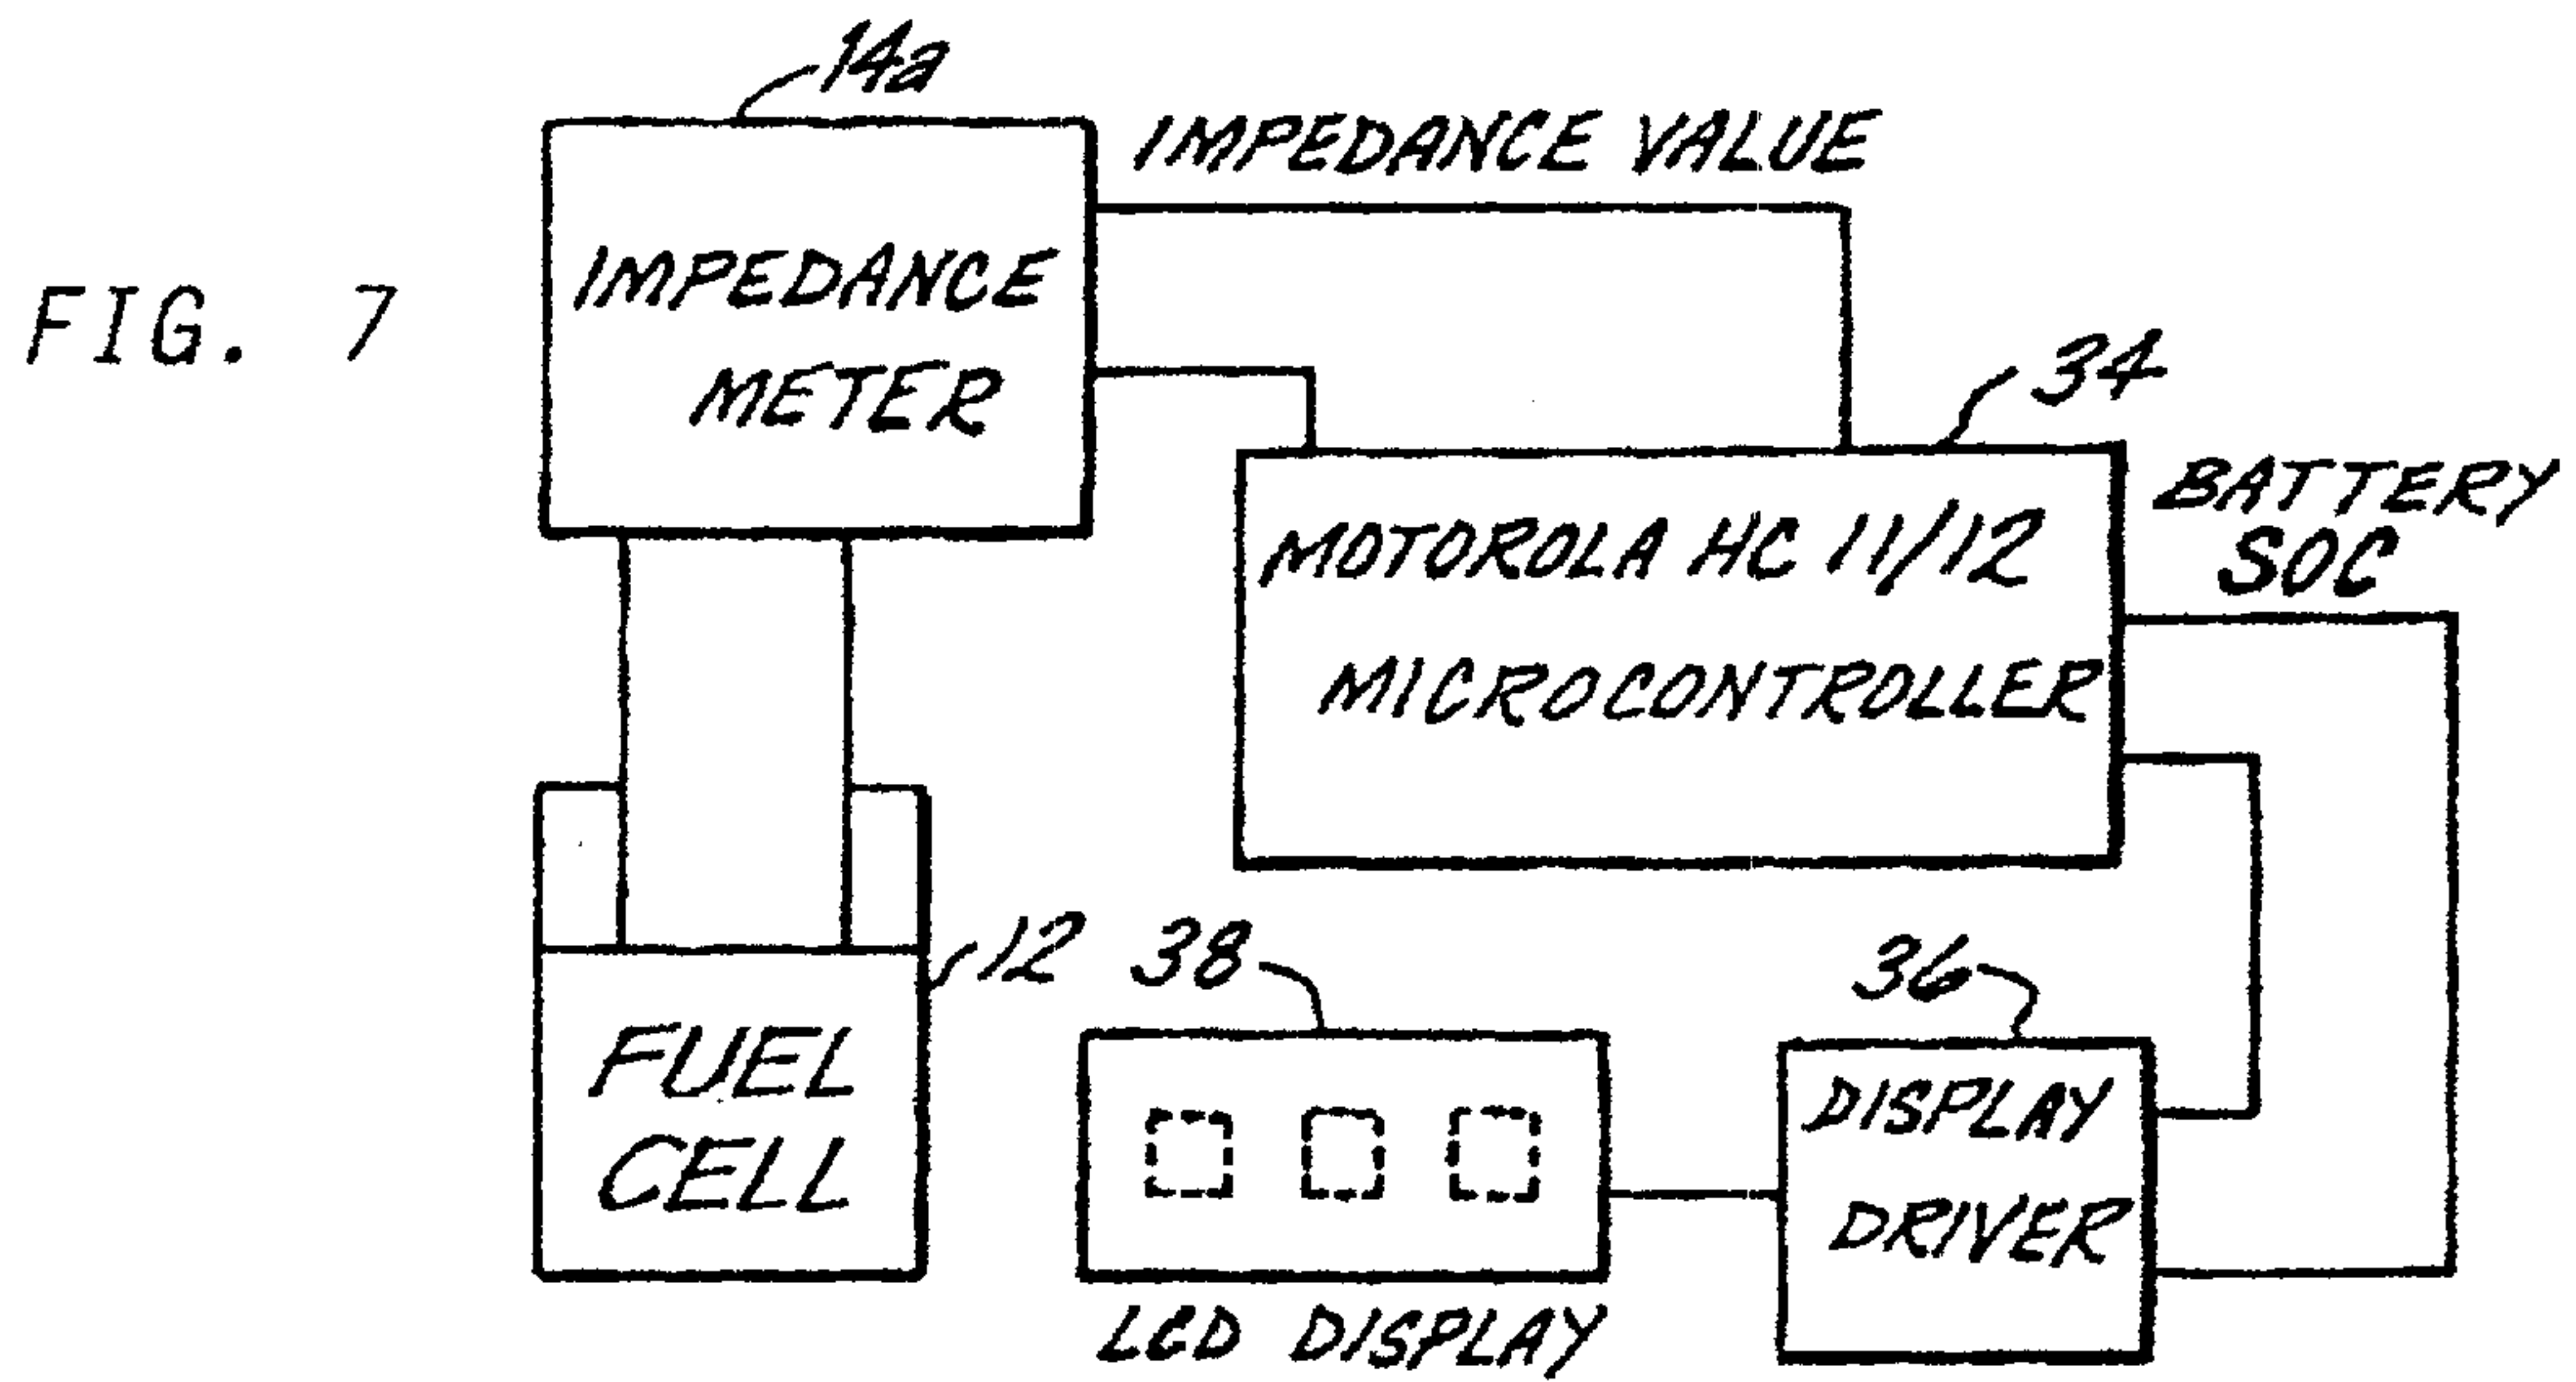 FIG. 7
14a
IMPEDANCE
METER
IMPEDANCE VALUE
34
MOTOROLA HC 11/12
MICROCONTROLLER
BATTERY
SOC
12
FUEL
CELL
38
LCD DISPLAY
36
DISPLAY
DRIVER